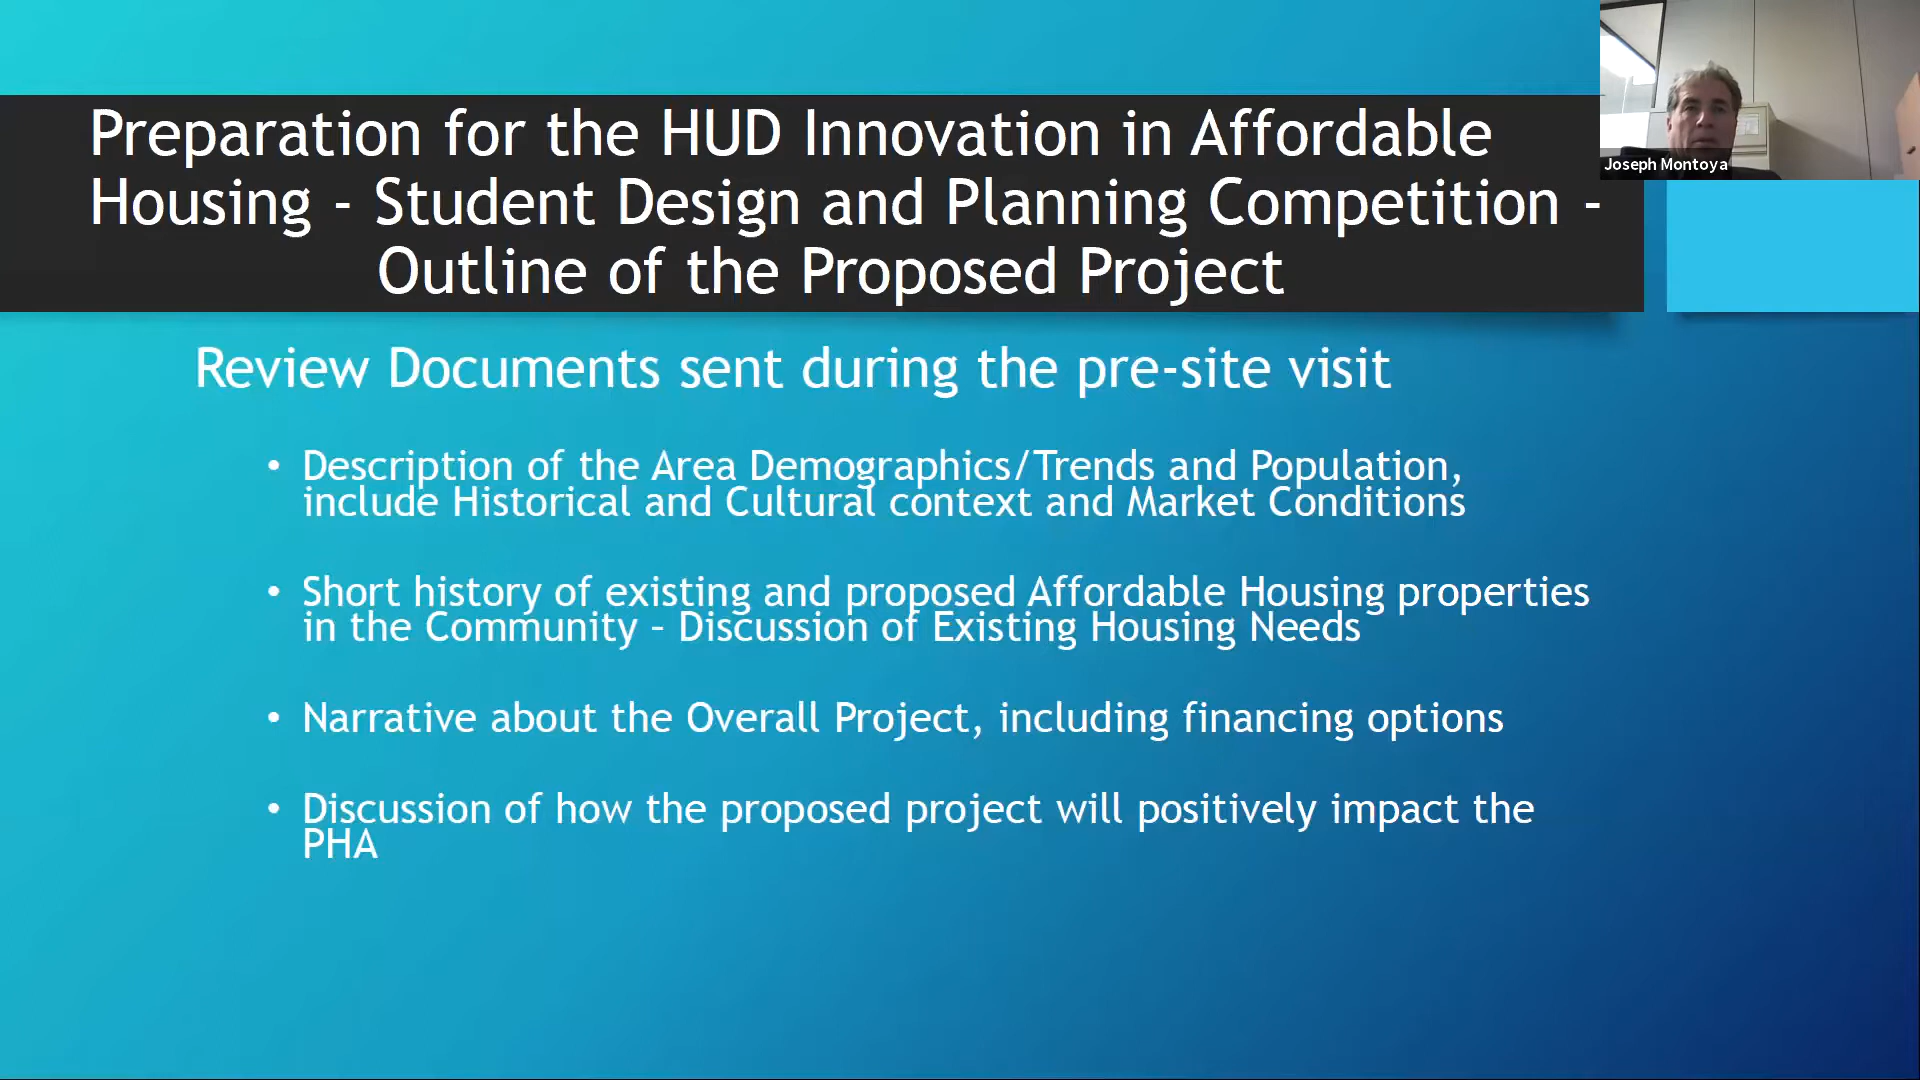 Preparation for the HUD Innovation in Affordable
Housing - Student Design and Planning Competition -
Outline of the Proposed Project
Joseph Montoya
Review Documents sent during the pre-site visit
• Description of the Area Demographics/Trends and Population,
include Historical and Cultural context and Market Conditions
• Short history of existing and proposed Affordable Housing properties
in the Community – Discussion of Existing Housing Needs
• Narrative about the Overall Project, including financing options
• Discussion of how the proposed project will positively impact the
PHA